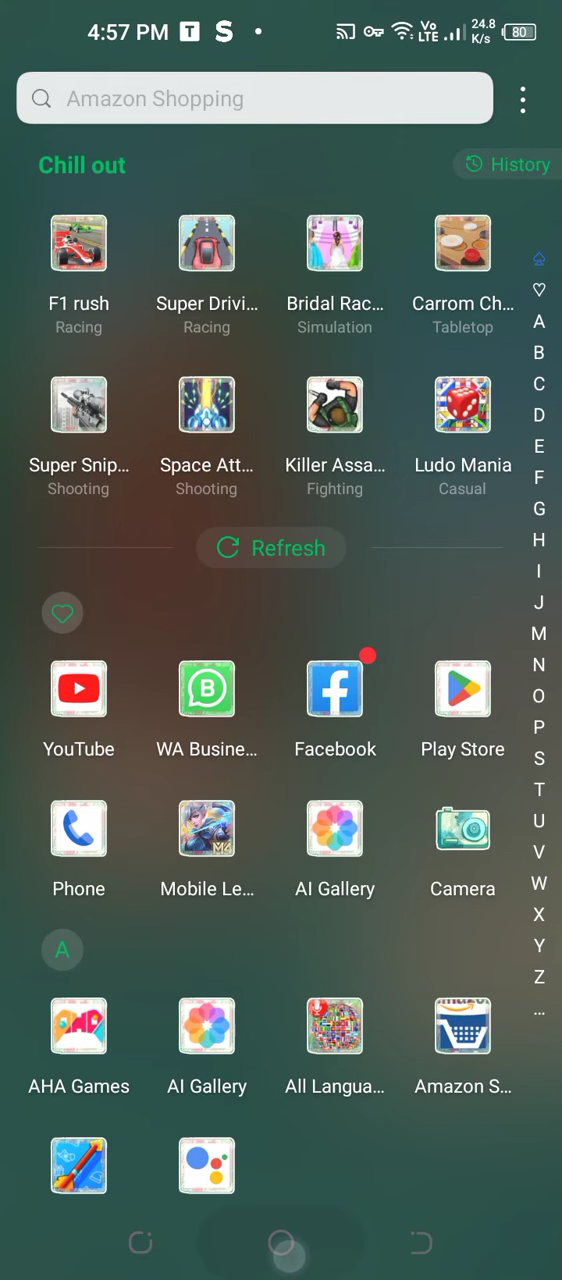 4:57 PM T S • Vo LTE 24.8 K/s 80
Amazon Shopping
Chill out
History
F1 rush Super Drivi... Bridal Rac... Carrom Ch...
Racing Racing Simulation Tabletop
Super Snip... Space Att... Killer Assa... Ludo Mania
Shooting Shooting Fighting Casual
Refresh
YouTube WA Busine... Facebook Play Store
Phone Mobile Le... AI Gallery Camera
A
AHA Games AI Gallery All Langua... Amazon S...
A
B
C
D
E
F
G
H
I
J
M
N
O
P
S
T
U
V
W
X
Y
Z
...